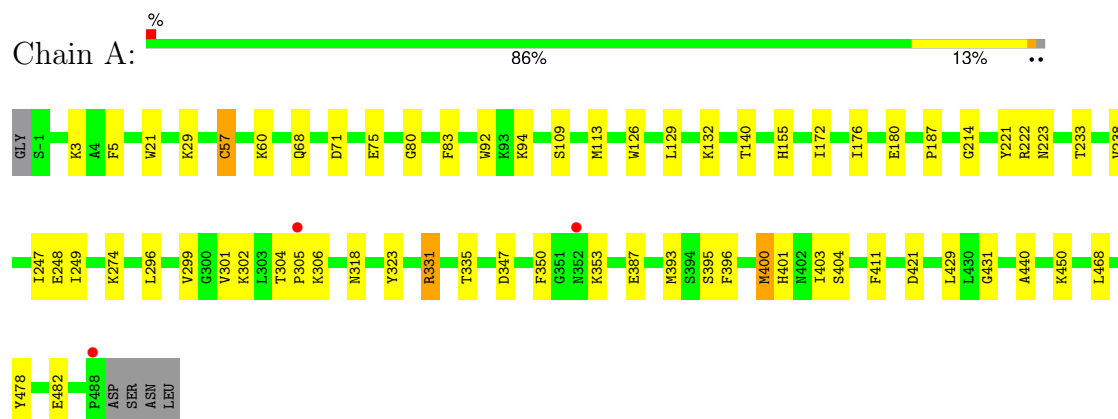 %
Chain A:
86% 13% ••
GLY S-1 K3 A4 F5 W21 K29 C57 K60 Q68 D71 E75 G80 F83 W92 K93 K94 S109 M113 W126 L129 K132 T140 H155 I172 I176 E180 P187 G214 Y221 R222 N223 T233 V238
I247 E248 I249 K274 L296 V299 G300 V301 K302 L303 T304 P305 K306 N318 Y323 R331 T335 D347 F350 G351 N352 K353 E387 M393 S394 S395 F396 M400 H401 N402 I403 S404 F411 D421 L429 L430 G431 A440 K450 L468
Y478 E482 P488 ASP SER ASN LEU